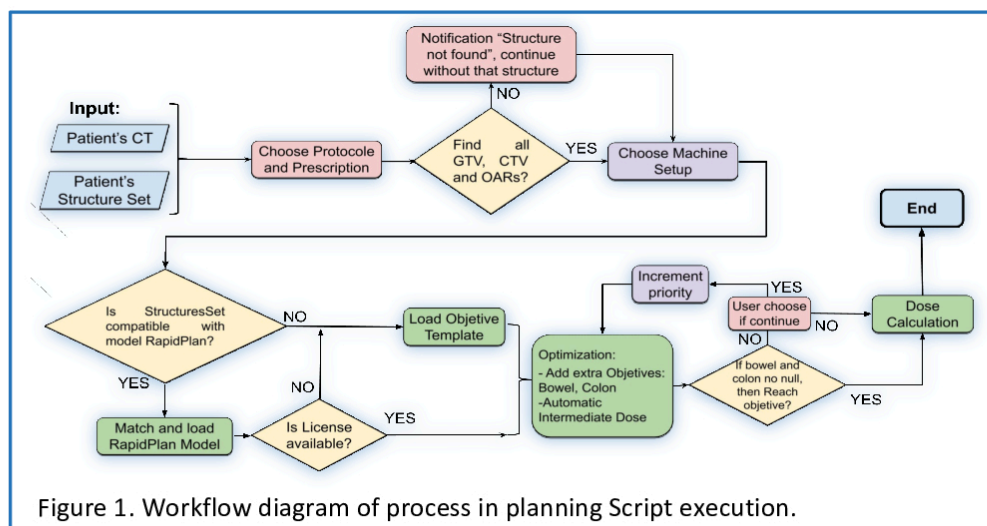 Notification “Structure
not found”, continue
without that structure
NO
Input:
Patient's CT
Patient's
Structure Set
Choose Protocole
and Prescription
Find all
GTV, CTV
and OARs?
YES
Choose Machine
Setup
End
Is
StructuresSet
compatible with
model RapidPlan?
NO
Load Objetive
Template
YES
Match and load
RapidPlan Model
NO
Is License
available?
YES
Optimization:
- Add extra Objetives:
Bowel, Colon
-Automatic
Intermediate Dose
Increment
priority
YES
User choose
if continue
NO
NO
Dose
Calculation
If bowel and
colon no null,
then Reach
objetive?
YES
Figure 1. Workflow diagram of process in planning Script execution.